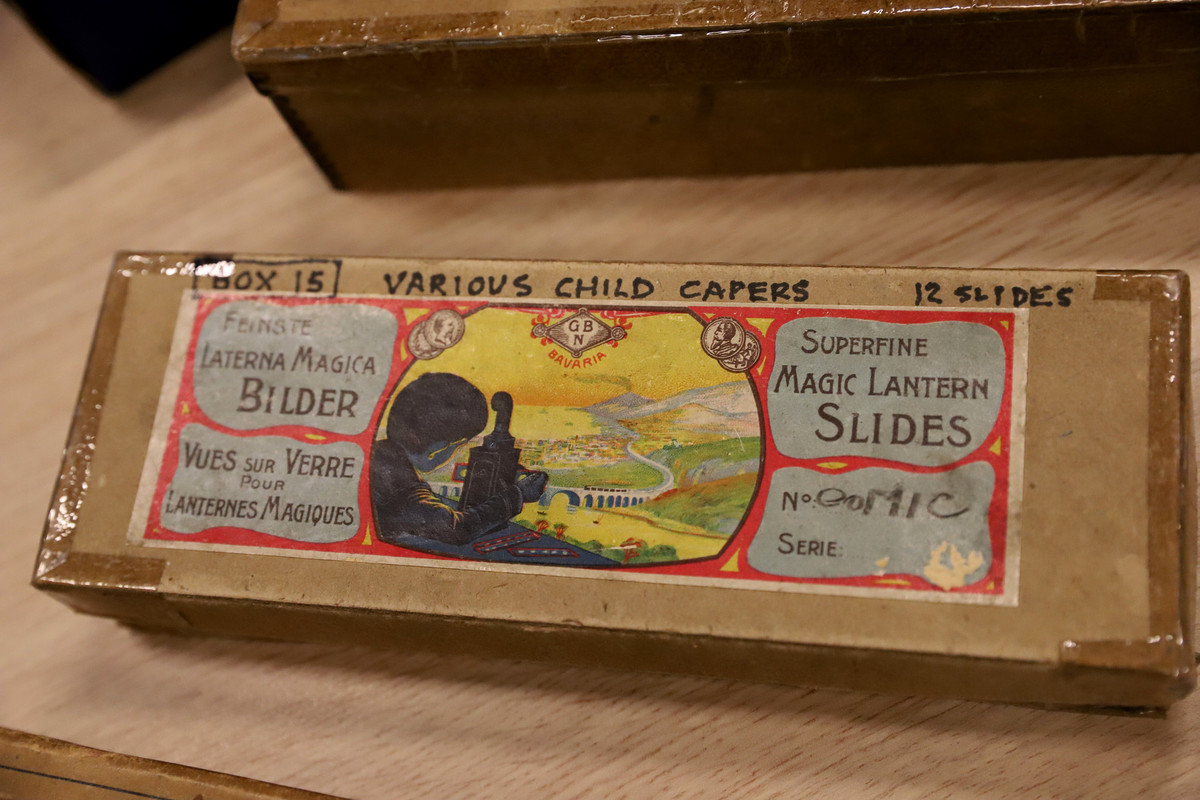 BOX 15 VARIOUS CHILD CAPERS 12 SLIDES
FEINSTE
LATERNA MAGICA
BILDER
VUES SUR VERRE
POUR
LANTERNES MAGIQUES
GB
N
BAVARIA
SUPERFINE
MAGIC LANTERN
SLIDES
No. COMIC
SERIE: